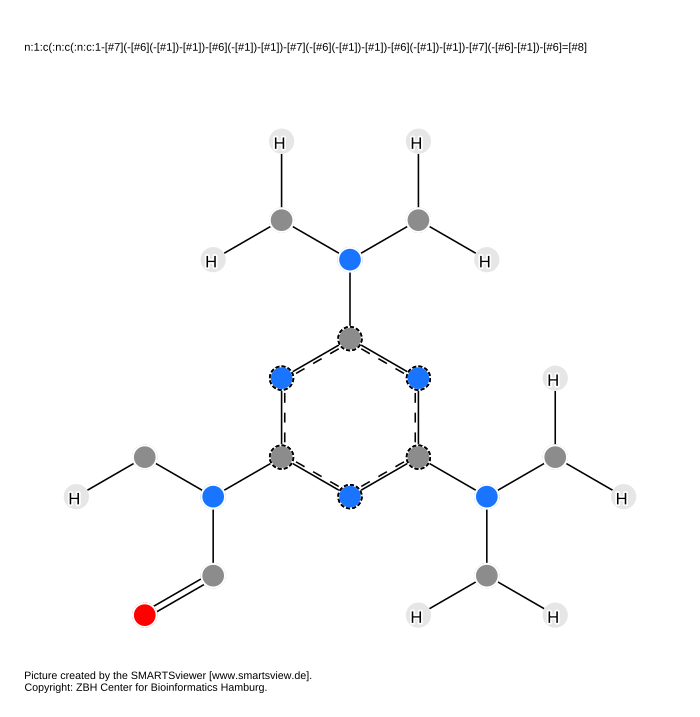 n:1:c(:n:c(:n:c:1-[#7](-[#6](-[#1])-[#1])-[#6](-[#1])-[#1])-[#7](-[#6](-[#1])-[#1])-[#6](-[#1])-[#1])-[#7](-[#6]-[#1])-[#6]=[#8]
H H
H H
H
H H
H H
Picture created by the SMARTSviewer [www.smartsview.de].
Copyright: ZBH Center for Bioinformatics Hamburg.